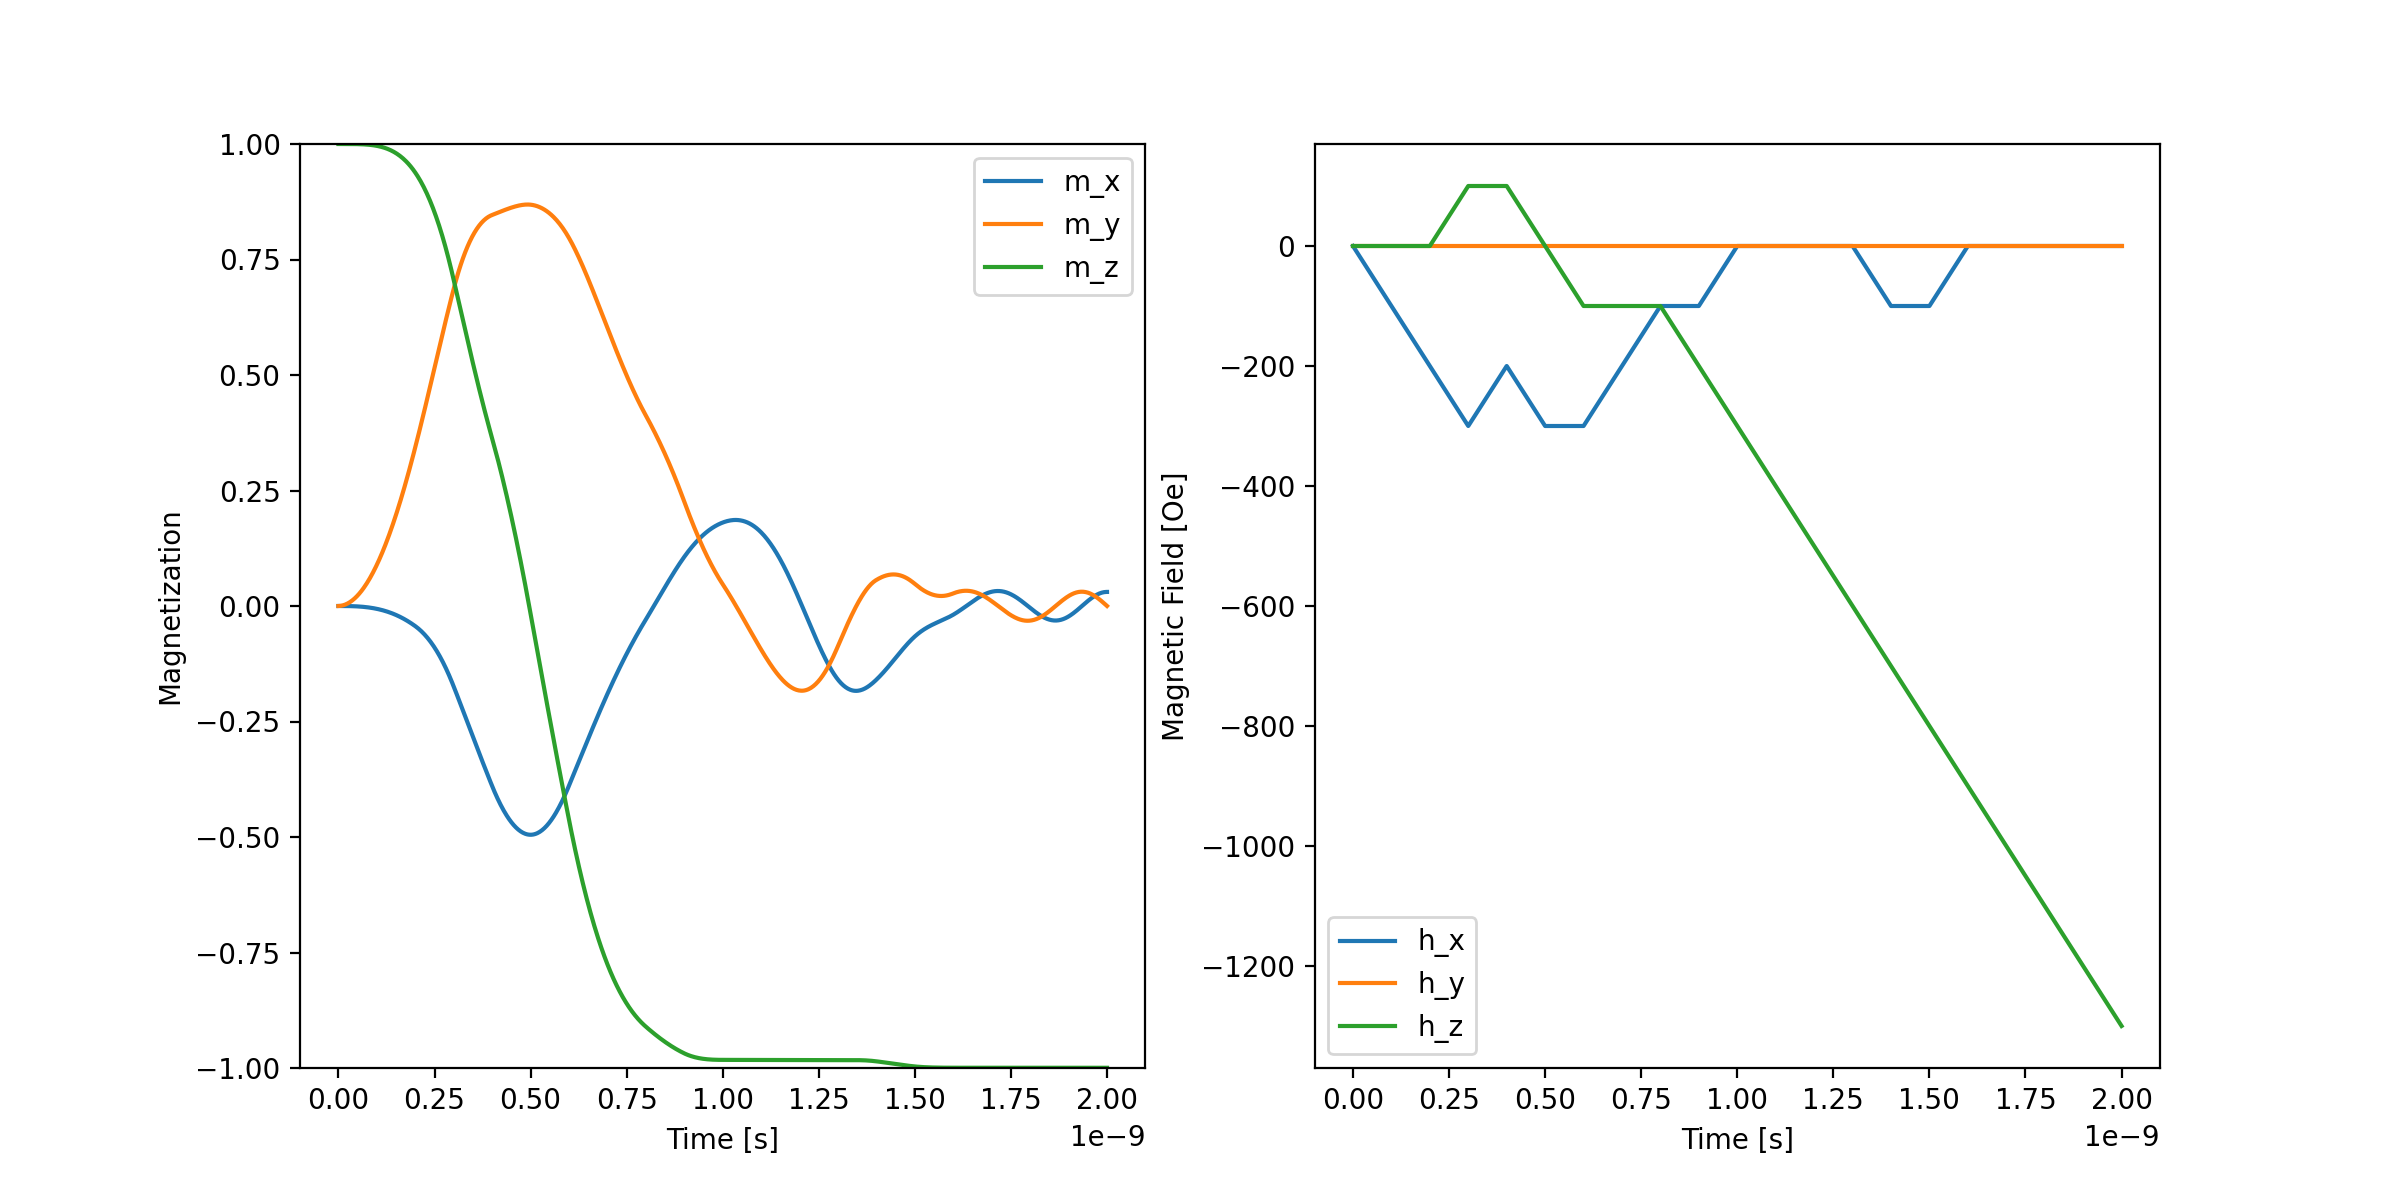 Magnetization
1.00
0.75
0.50
0.25
0.00
−0.25
−0.50
−0.75
−1.00
m_x
m_y
m_z
0.00 0.25 0.50 0.75 1.00 1.25 1.50 1.75 2.00
1e−9
Time [s]
Magnetic Field [Oe]
0
−200
−400
−600
−800
−1000
−1200
h_x
h_y
h_z
0.00 0.25 0.50 0.75 1.00 1.25 1.50 1.75 2.00
1e−9
Time [s]